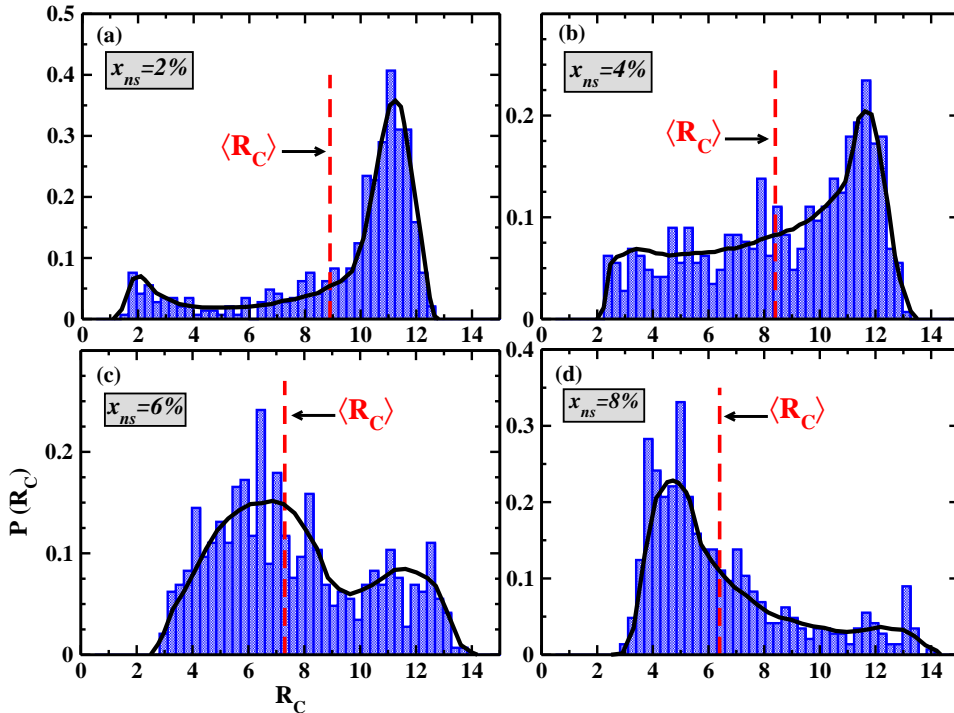 (a)
x_ns=2%
⟨R_C⟩
0.5
0.4
0.3
0.2
0.1
0
0 2 4 6 8 10 12 14
(b)
x_ns=4%
⟨R_C⟩
0.2
0.1
0
0 2 4 6 8 10 12 14
(c)
x_ns=6%
⟨R_C⟩
0.2
0.1
0
0 2 4 6 8 10 12 14
P (R_C)
R_C
(d)
x_ns=8%
⟨R_C⟩
0.4
0.3
0.2
0.1
0
0 2 4 6 8 10 12 14